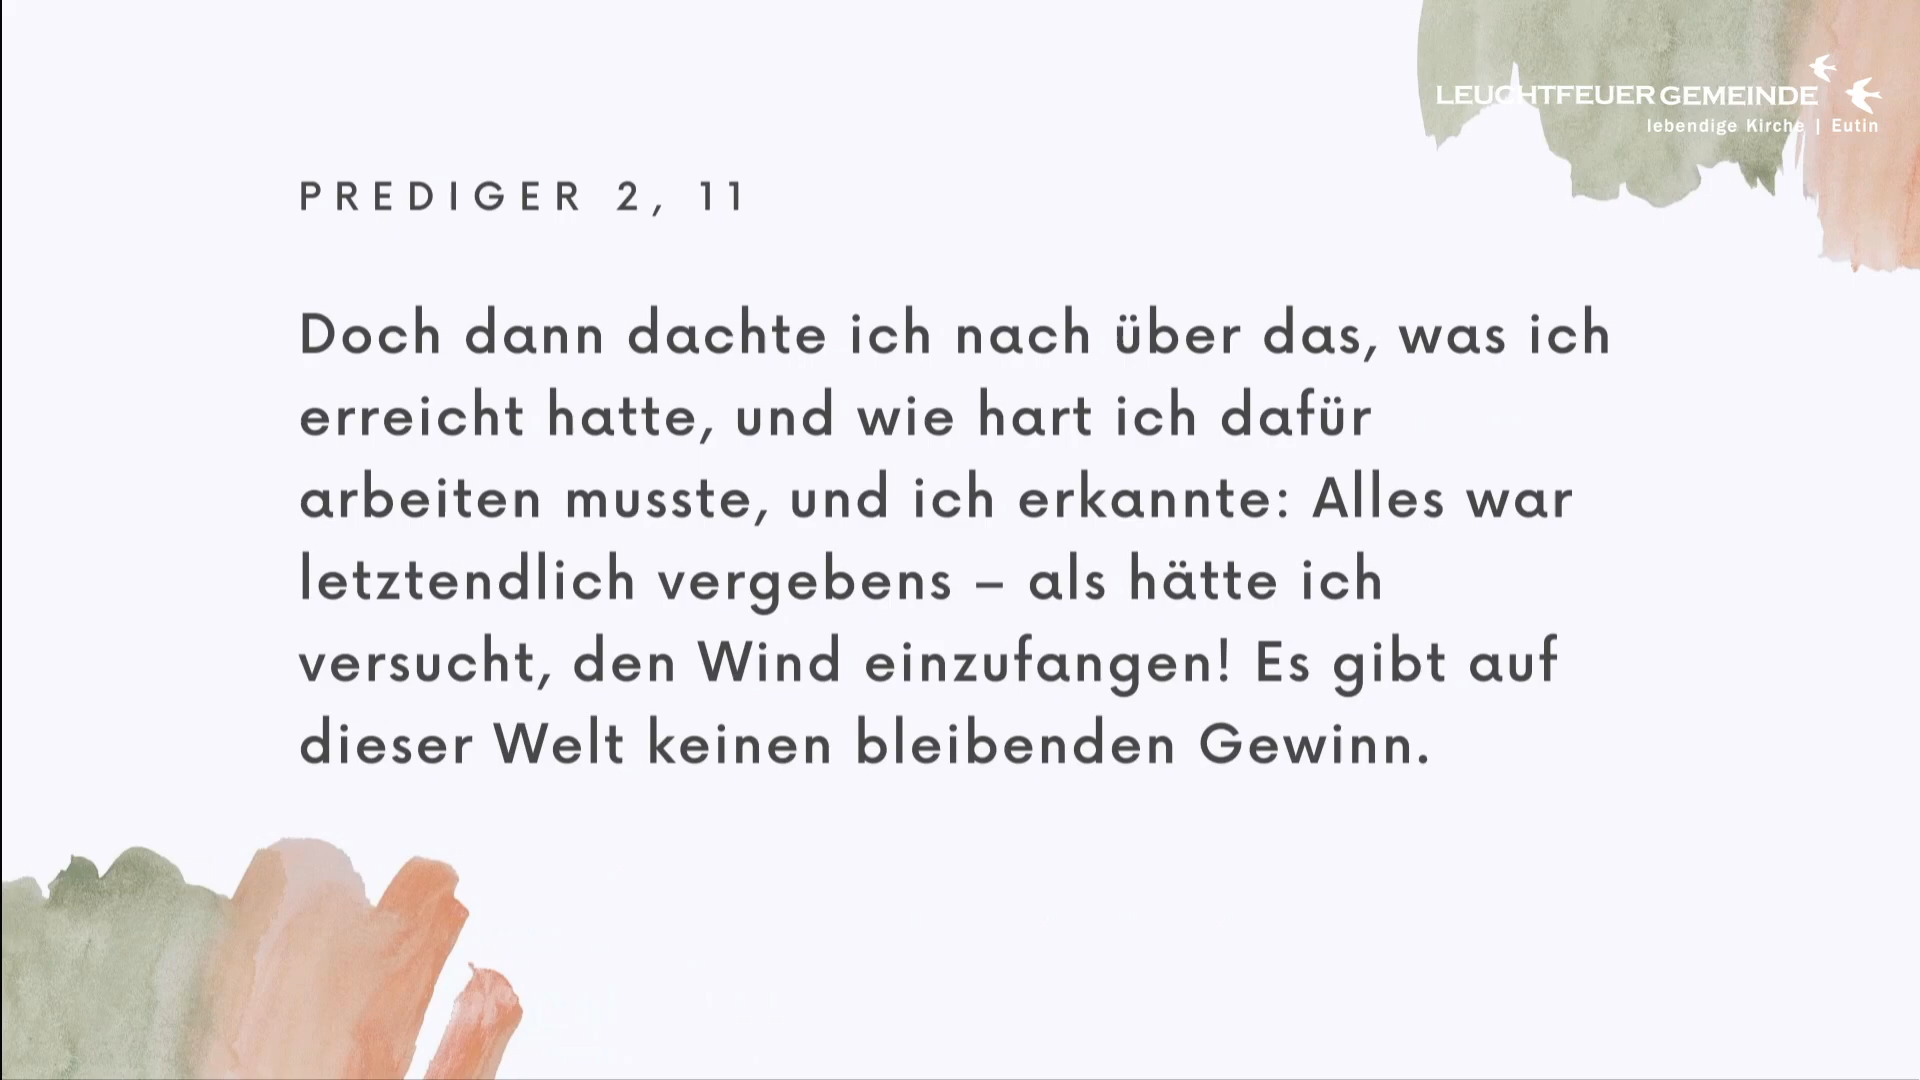 LEUCHTFEUER GEMEINDE
lebendige Kirche | Eutin
PREDIGER 2, 11
Doch dann dachte ich nach über das, was ich
erreicht hatte, und wie hart ich dafür
arbeiten musste, und ich erkannte: Alles war
letztendlich vergebens – als hätte ich
versucht, den Wind einzufangen! Es gibt auf
dieser Welt keinen bleibenden Gewinn.